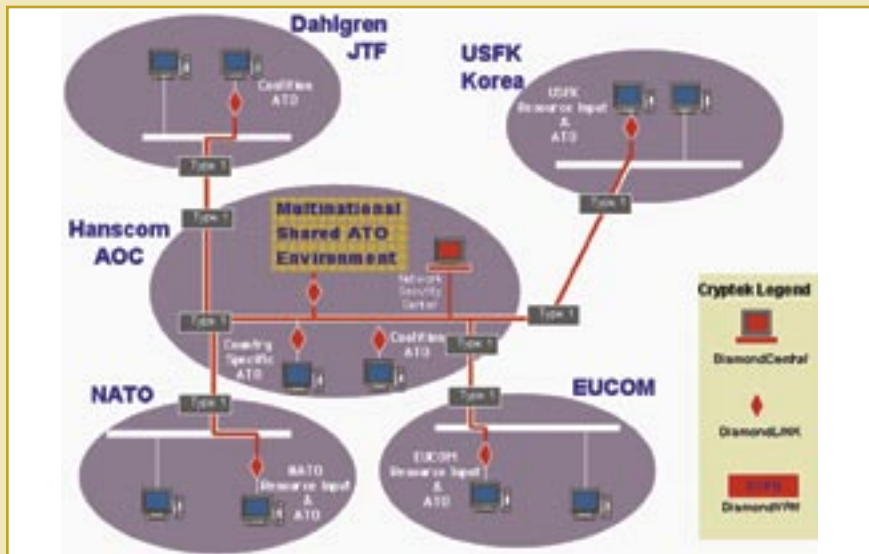 Dahlgren
JTF
Coalition
ATO
Type 1
USFK
Korea
USFK
Resource Input
&
ATO
Type 1
Type 1
Hanscom
AOC
Multinational
Shared ATO
Environment
Network
Security
Center
Type 1
Type 1
Country
Specific
ATO
Coalition
ATO
Type 1
NATO
Type 1
NATO
Resource Input
&
ATO
EUCOM
Type 1
EUCOM
Resource Input
&
ATO
Cryptek Legend
DiamondCentral
DiamondLINK
DiamondVPN